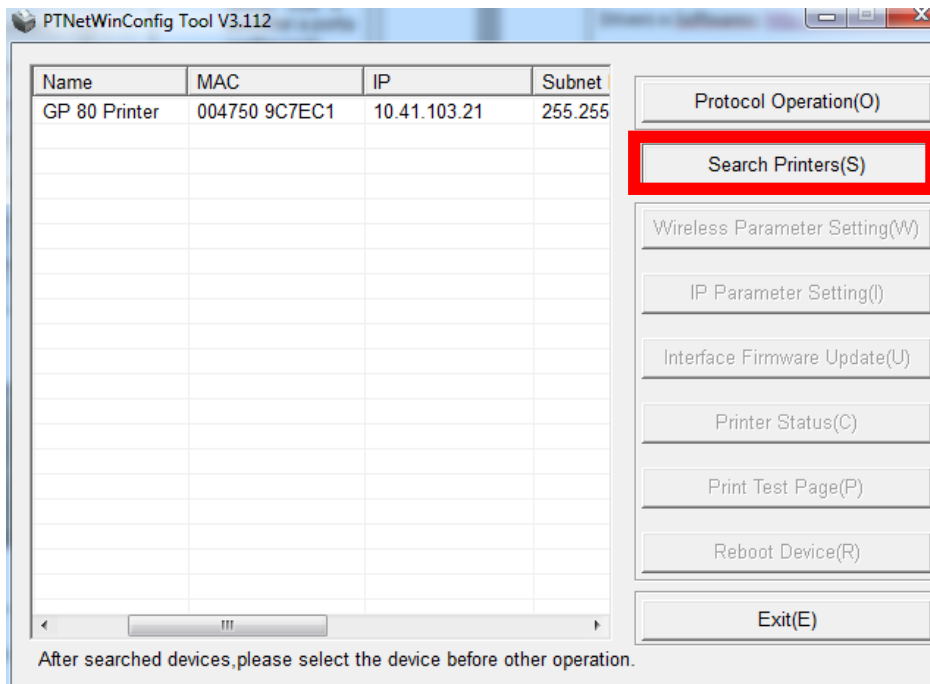 PTNetWinConfig Tool V3.112
Name MAC IP Subnet
GP 80 Printer 004750 9C7EC1 10.41.103.21 255.255
Protocol Operation(O)
Search Printers(S)
Wireless Parameter Setting(W)
IP Parameter Setting(I)
Interface Firmware Update(U)
Printer Status(C)
Print Test Page(P)
Reboot Device(R)
Exit(E)
After searched devices,please select the device before other operation.